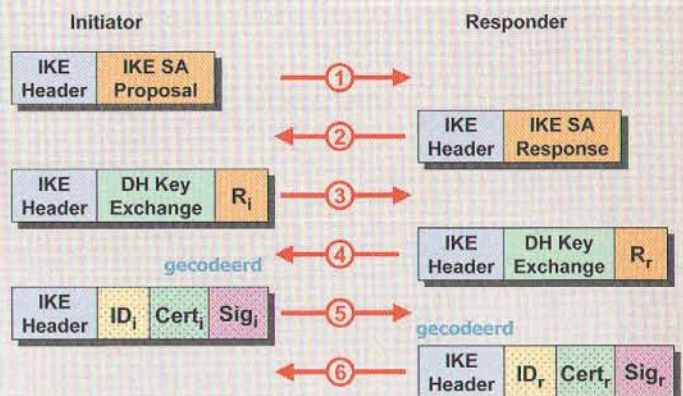 Initiator
Responder
IKE Header
IKE SA Proposal
1
2
IKE Header
IKE SA Response
IKE Header
DH Key Exchange
Ri
3
4
IKE Header
DH Key Exchange
Rr
gecodeerd
IKE Header
IDi
Certi
Sigi
5
gecodeerd
6
IKE Header
IDr
Certr
Sigr